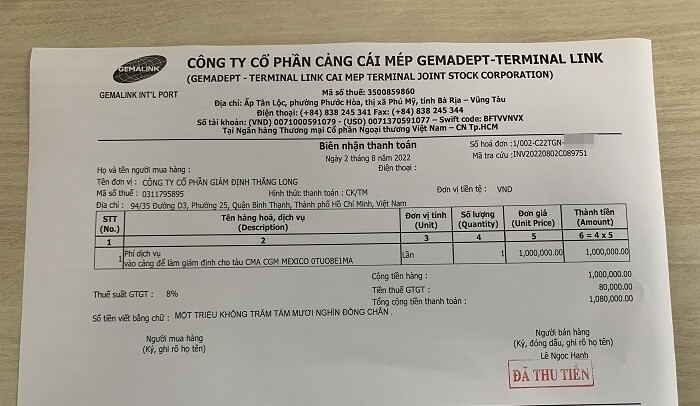 GEMALINK
GEMALINK INT'L PORT
CÔNG TY CỔ PHẦN CẢNG CÁI MÉP GEMADEPT-TERMINAL LINK
(GEMADEPT - TERMINAL LINK CAI MEP TERMINAL JOINT STOCK CORPORATION)
Mã số thuế: 3500859860
Địa chỉ: Ấp Tân Lộc, phường Phước Hòa, thị xã Phú Mỹ, tỉnh Bà Rịa - Vũng Tàu
Điện thoại: (+84) 838 245 341 Fax: (+84) 838 245 344
Số tài khoản: (VND) 0071000591079 - (USD) 0071370591077 - Swift code: BFTVVNVX
Tại Ngân hàng Thương mại Cổ phần Ngoại thương Việt Nam - CN Tp.HCM
Biên nhận thanh toán
Số hoá đơn :1/002-C22TGN-
Ngày 2 tháng 8 năm 2022
Mã tra cứu :INV20220802C089751
Họ và tên người mua hàng :
Điện thoại :
Tên đơn vị : CÔNG TY CỔ PHẦN GIÁM ĐỊNH THĂNG LONG
Mã số thuế : 0311795895 Hình thức thanh toán : CK/TM Đơn vị tiền tệ : VND
Địa chỉ : 94/35 Đường D3, Phường 25, Quận Bình Thạnh, Thành phố Hồ Chí Minh, Việt Nam
STT (No.) Tên hàng hoá, dịch vụ (Description) Đơn vị tính (Unit) Số lượng (Quantity) Đơn giá (Unit Price) Thành tiền (Amount)
1 2 3 4 5 6 = 4 x 5
1 Phí dịch vụ Lần 1 1,000,000.00 1,000,000.00
vào cảng để làm giám định cho tàu CMA CGM MEXICO 0TUOBE1MA
Cộng tiền hàng : 1,000,000.00
Thuế suất GTGT : 8% Tiền thuế GTGT : 80,000.00
Tổng cộng tiền thanh toán : 1,080,000.00
Số tiền viết bằng chữ : MỘT TRIỆU KHÔNG TRĂM TÁM MƯƠI NGHÌN ĐỒNG CHẴN.
Người mua hàng
(Ký, ghi rõ họ tên)
Người bán hàng
(Ký, đóng dấu, ghi rõ họ tên)
Lê Ngọc Hạnh
ĐÃ THU TIỀN